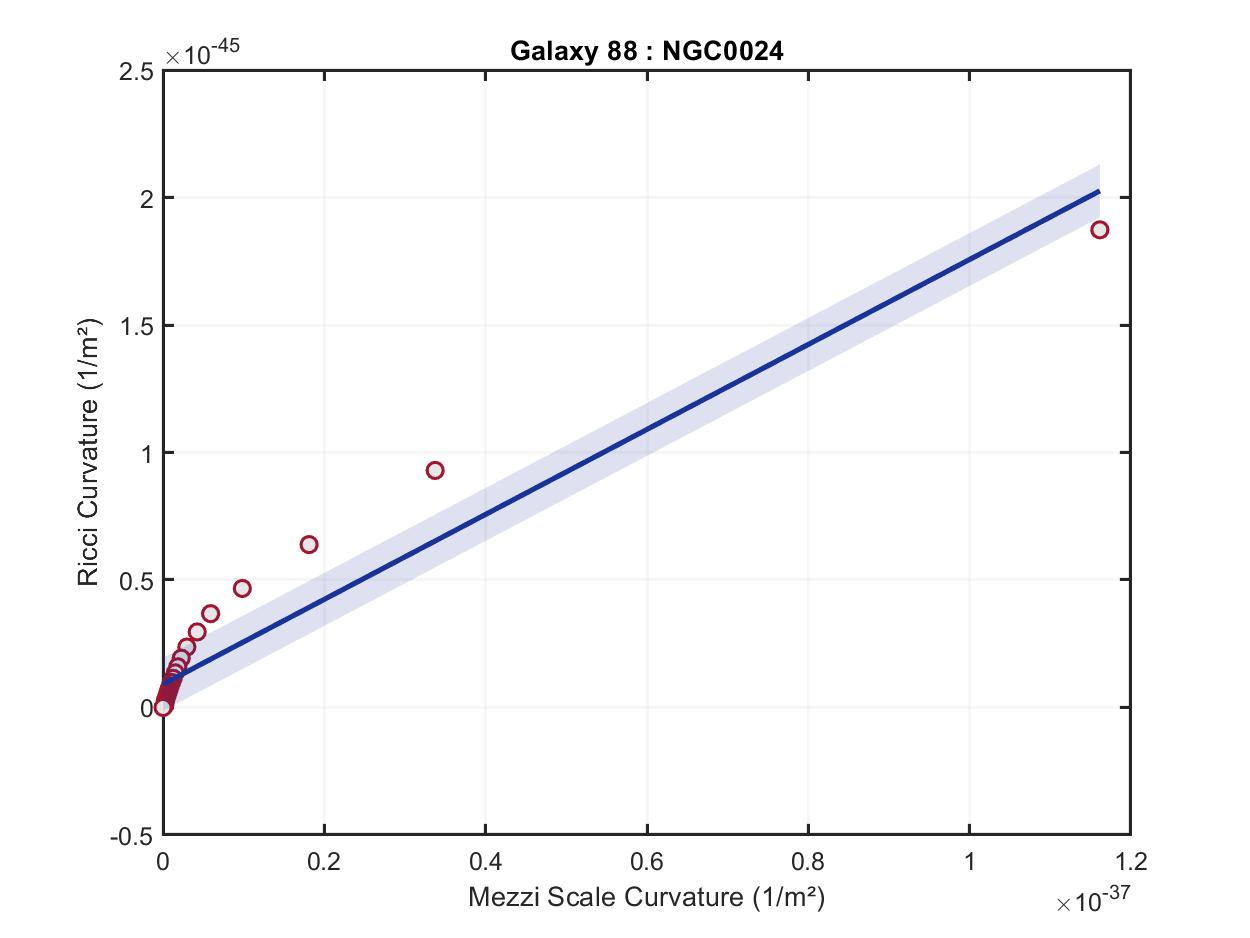 Galaxy 88 : NGC0024
×10-45
2.5
2
1.5
1
0.5
0
-0.5
Ricci Curvature (1/m²)
0 0.2 0.4 0.6 0.8 1 1.2
Mezzi Scale Curvature (1/m²)
×10-37